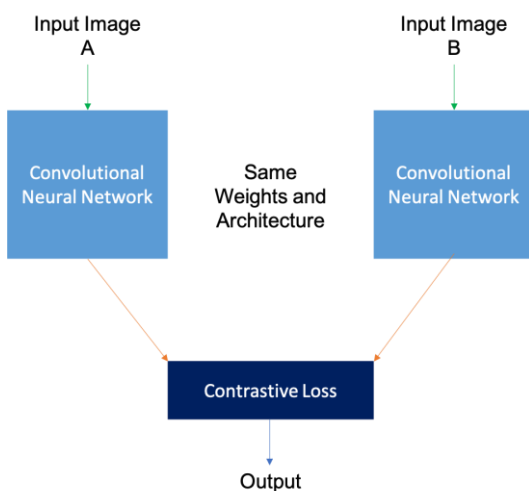 Input Image
A
Input Image
B
Convolutional
Neural Network
Same
Weights and
Architecture
Convolutional
Neural Network
Contrastive Loss
Output